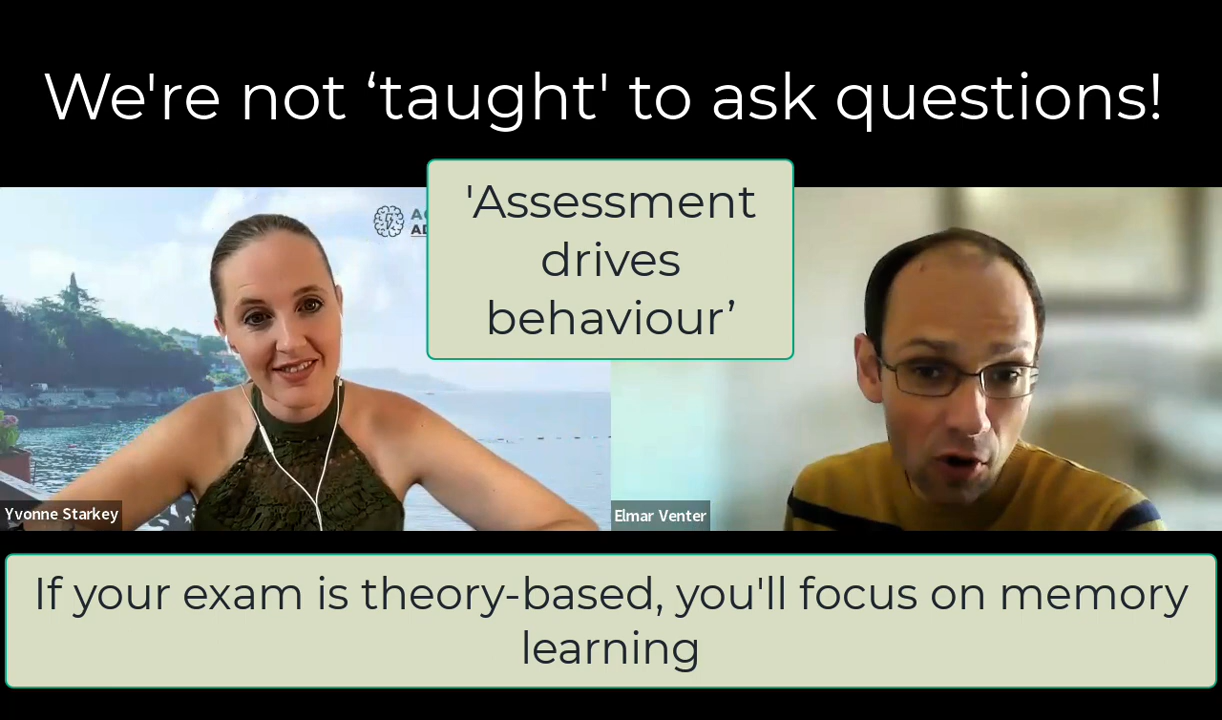 We're not ‘taught' to ask questions!
'Assessment
drives
behaviour’
Yvonne Starkey
Elmar Venter
If your exam is theory-based, you'll focus on memory
learning